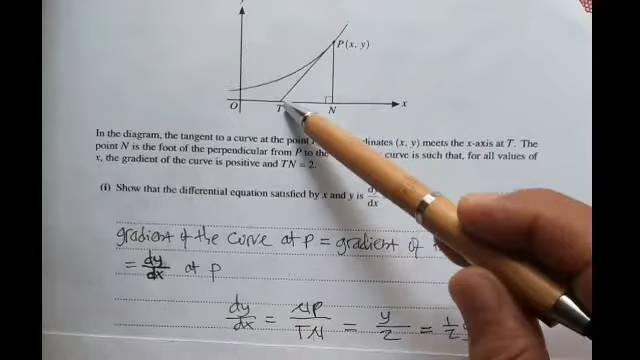 P(x, y)
O T N x
In the diagram, the tangent to a curve at the point dinates (x, y) meets the x-axis at T. The
point N is the foot of the perpendicular from P to the curve is such that, for all values of
x, the gradient of the curve is positive and TN = 2.
(i) Show that the differential equation satisfied by x and y is dy/dx
gradient of the curve at P = gradient of
= dy/dx at P
dy/dx = NP/TN = y/2 = 1/2